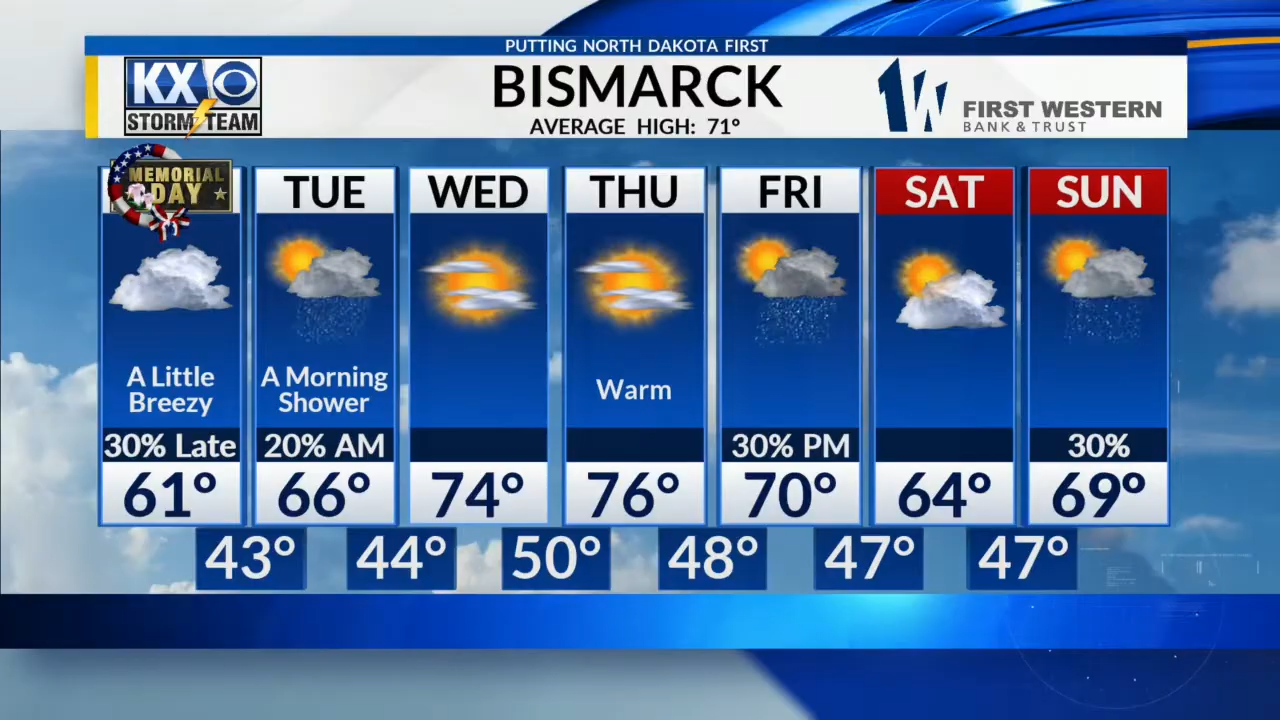 PUTTING NORTH DAKOTA FIRST
KX
STORM TEAM
BISMARCK
AVERAGE HIGH: 71°
FIRST WESTERN
BANK & TRUST
MEMORIAL
DAY
TUE
WED
THU
FRI
SAT
SUN
A Little
Breezy
A Morning
Shower
Warm
30% Late
20% AM
30% PM
30%
61°
66°
74°
76°
70°
64°
69°
43°
44°
50°
48°
47°
47°